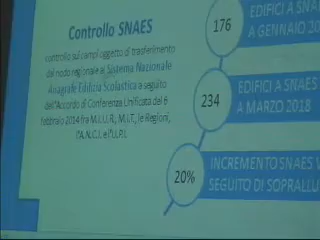 Controllo SNAES
controllo sui campi oggetto di trasferimento
dal nodo regionale al Sistema Nazionale
Anagrafe Edilizia Scolastica a seguito
dell'Accordo di Conferenza Unificata del 6
febbraio 2014 fra M.I.U.R., M.I.T., le Regioni,
l'A.N.C.I. e l'U.P.I.
176
EDIFICI A SNA
A GENNAIO 20
234
EDIFICI A SNAES
A MARZO 2018
20%
INCREMENTO SNAES V
SEGUITO DI SOPRALLU